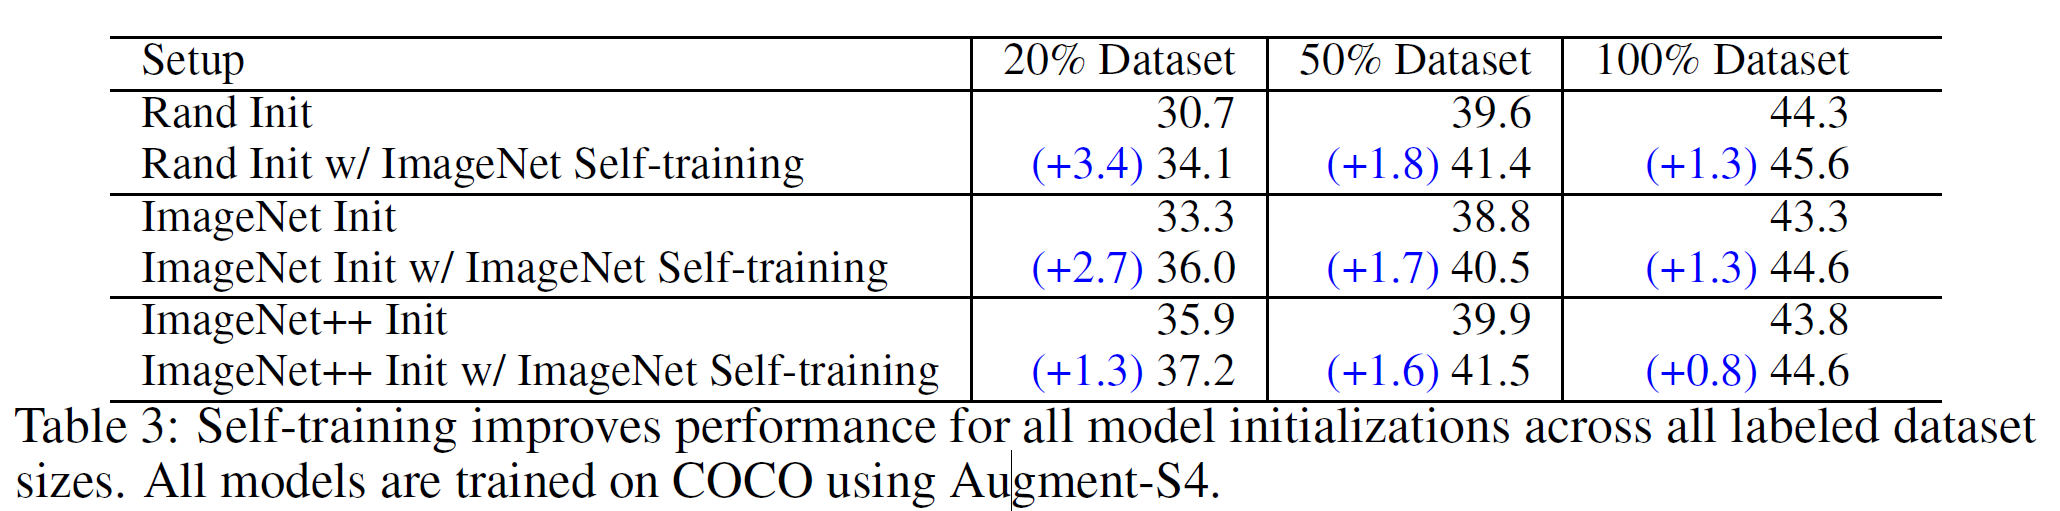 Setup 20% Dataset 50% Dataset 100% Dataset
Rand Init 30.7 39.6 44.3
Rand Init w/ ImageNet Self-training (+3.4) 34.1 (+1.8) 41.4 (+1.3) 45.6
ImageNet Init 33.3 38.8 43.3
ImageNet Init w/ ImageNet Self-training (+2.7) 36.0 (+1.7) 40.5 (+1.3) 44.6
ImageNet++ Init 35.9 39.9 43.8
ImageNet++ Init w/ ImageNet Self-training (+1.3) 37.2 (+1.6) 41.5 (+0.8) 44.6
Table 3: Self-training improves performance for all model initializations across all labeled dataset
sizes. All models are trained on COCO using Augment-S4.